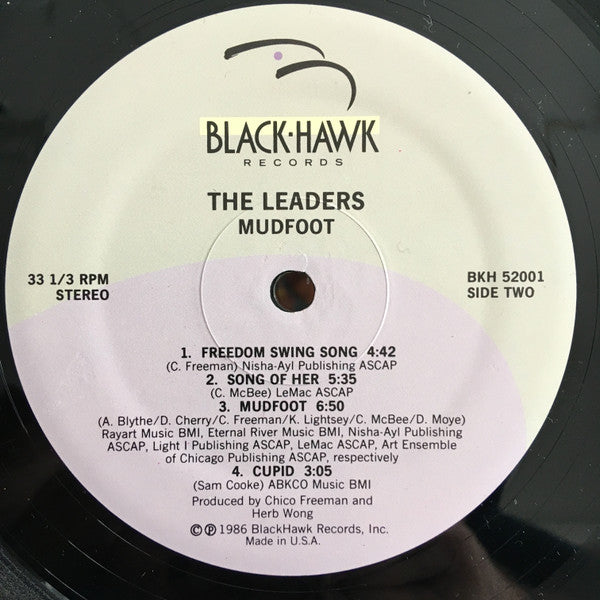 BLACK·HAWK
RECORDS
THE LEADERS
MUDFOOT
33 1/3 RPM
STEREO
BKH 52001
SIDE TWO
1. FREEDOM SWING SONG 4:42
(C. Freeman) Nisha-Ayl Publishing ASCAP
2. SONG OF HER 5:35
(C. McBee) LeMac ASCAP
3. MUDFOOT 6:50
(A. Blythe/D. Cherry/C. Freeman/K. Lightsey/C. McBee/D. Moye)
Rayart Music BMI, Eternal River Music BMI, Nisha-Ayl Publishing
ASCAP, Light I Publishing ASCAP, LeMac ASCAP, Art Ensemble
of Chicago Publishing ASCAP, respectively
4. CUPID 3:05
(Sam Cooke) ABKCO Music BMI
Produced by Chico Freeman and
Herb Wong
©℗1986 BlackHawk Records, Inc.
Made in U.S.A.